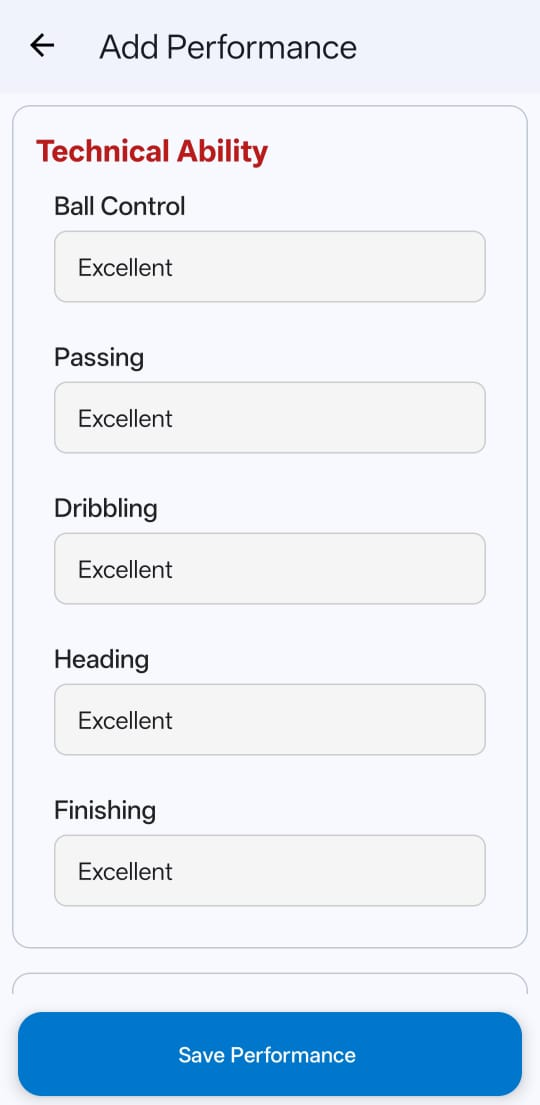 Add Performance
Technical Ability
Ball Control
Excellent
Passing
Excellent
Dribbling
Excellent
Heading
Excellent
Finishing
Excellent
Save Performance